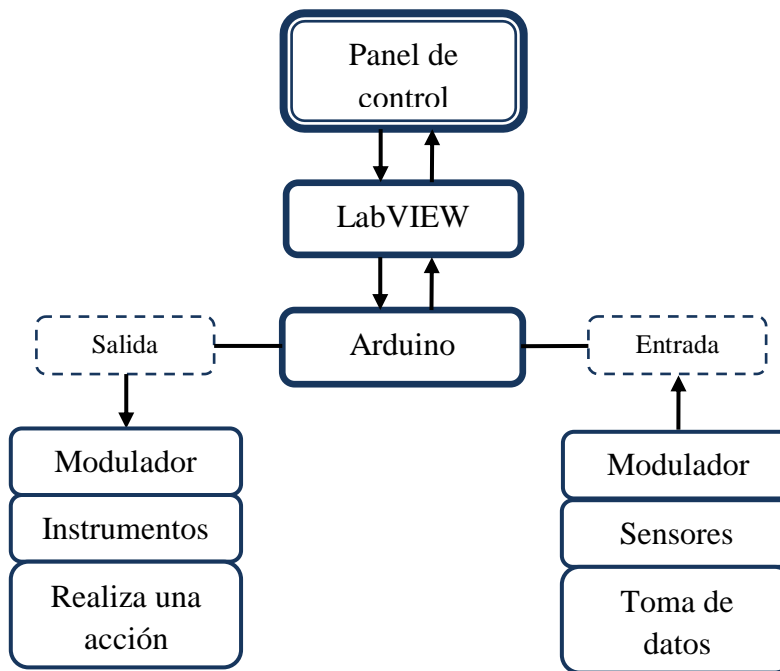 Panel de
control
LabVIEW
Salida
Arduino
Entrada
Modulador
Instrumentos
Realiza una
acción
Modulador
Sensores
Toma de
datos